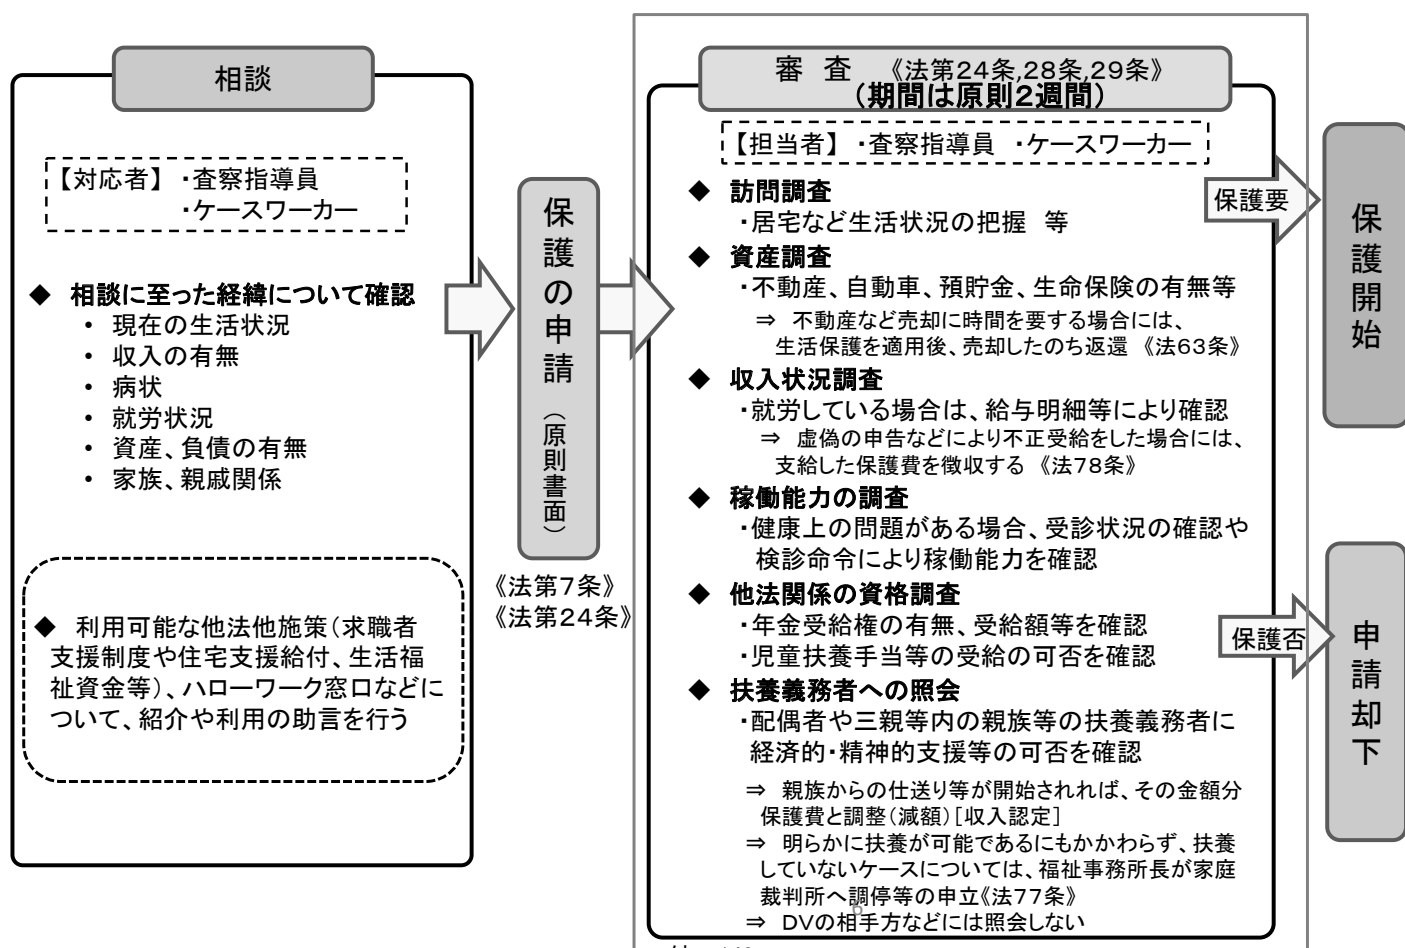 相談
【対応者】 ・査察指導員
・ケースワーカー
◆ 相談に至った経緯について確認
• 現在の生活状況
• 収入の有無
• 病状
• 就労状況
• 資産、負債の有無
• 家族、親戚関係
◆ 利用可能な他法他施策(求職者
支援制度や住宅支援給付、生活福
祉資金等)、ハローワーク窓口などに
ついて、紹介や利用の助言を行う
保護の申請(原則書面)
《法第7条》
《法第24条》
審 査 《法第24条,28条,29条》
(期間は原則2週間)
【担当者】 ・査察指導員 ・ケースワーカー
◆ 訪問調査
・居宅など生活状況の把握 等
◆ 資産調査
・不動産、自動車、預貯金、生命保険の有無等
⇒ 不動産など売却に時間を要する場合には、
生活保護を適用後、売却したのち返還 《法63条》
◆ 収入状況調査
・就労している場合は、給与明細等により確認
⇒ 虚偽の申告などにより不正受給をした場合には、
支給した保護費を徴収する 《法78条》
◆ 稼働能力の調査
・健康上の問題がある場合、受診状況の確認や
検診命令により稼働能力を確認
◆ 他法関係の資格調査
・年金受給権の有無、受給額等を確認
・児童扶養手当等の受給の可否を確認
◆ 扶養義務者への照会
・配偶者や三親等内の親族等の扶養義務者に
経済的・精神的支援等の可否を確認
⇒ 親族からの仕送り等が開始されれば、その金額分
保護費と調整(減額)[収入認定]
⇒ 明らかに扶養が可能であるにもかかわらず、扶養
していないケースについては、福祉事務所長が家庭
裁判所へ調停等の申立《法77条》
⇒ DVの相手方などには照会しない
6
保護要
保護開始
保護否
申請却下